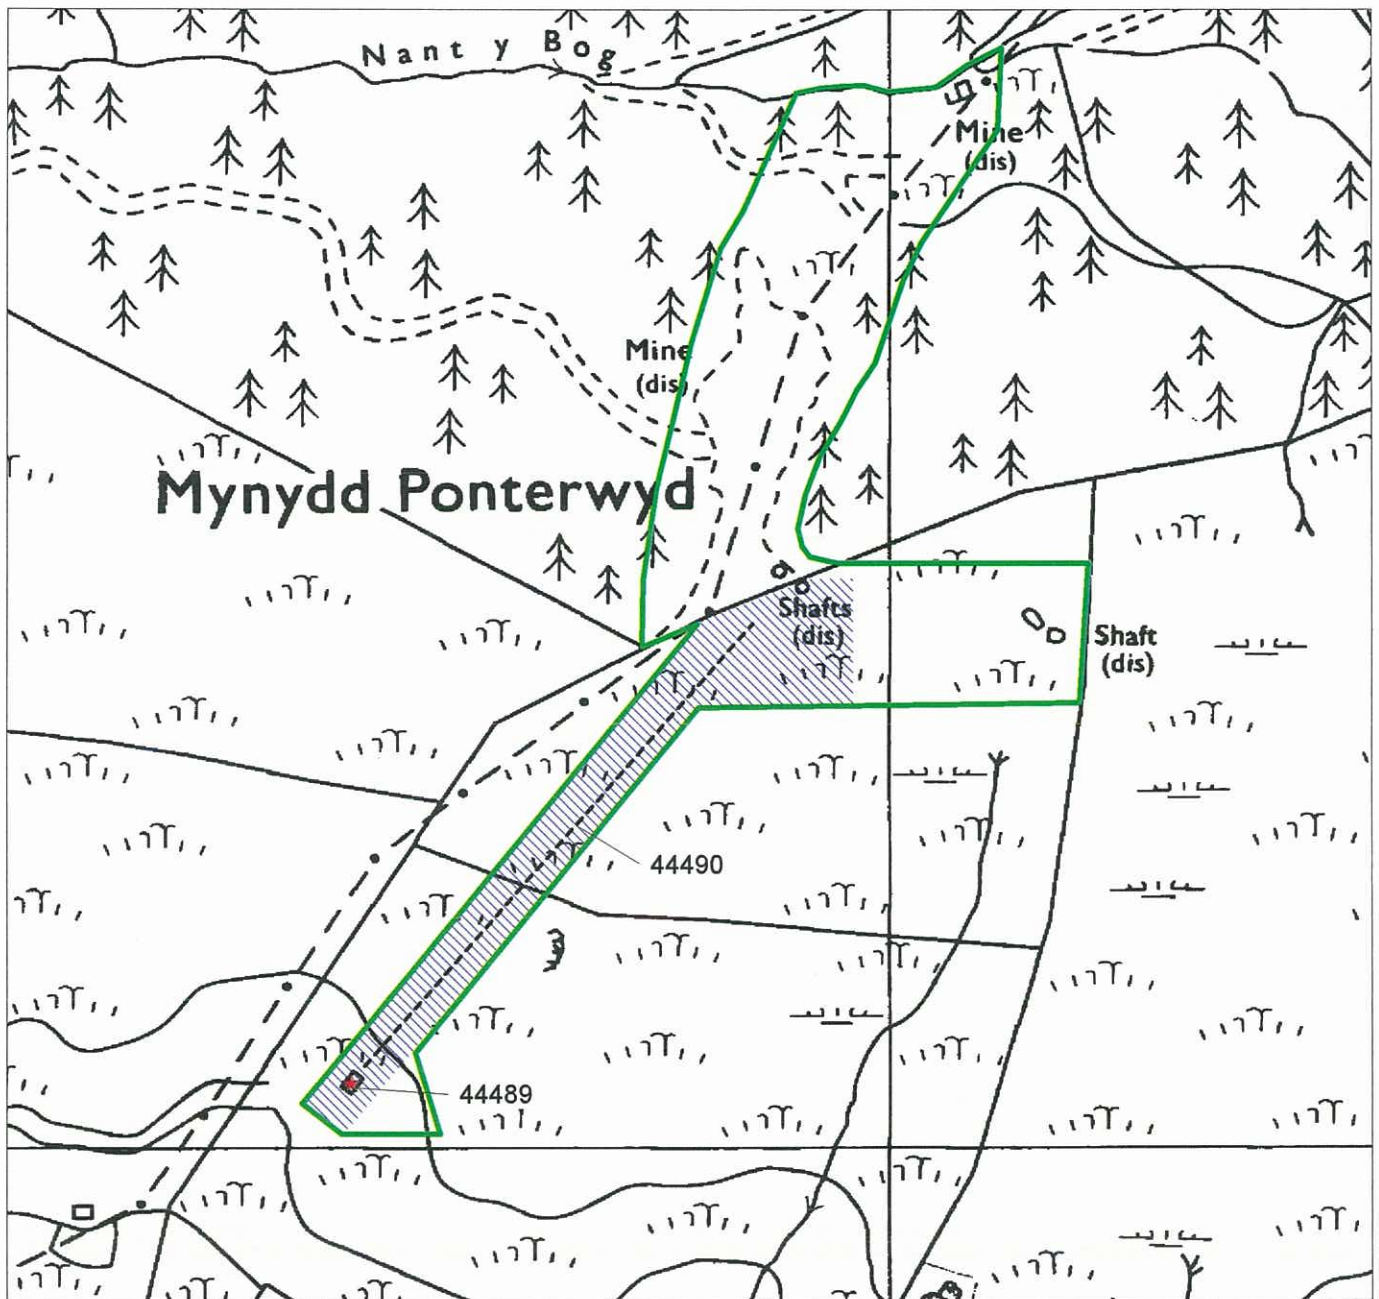 Nant y Bog
Mine
(dis)
Mine
(dis)
Mynydd Ponterwyd
Shafts
(dis)
Shaft
(dis)
44490
44489